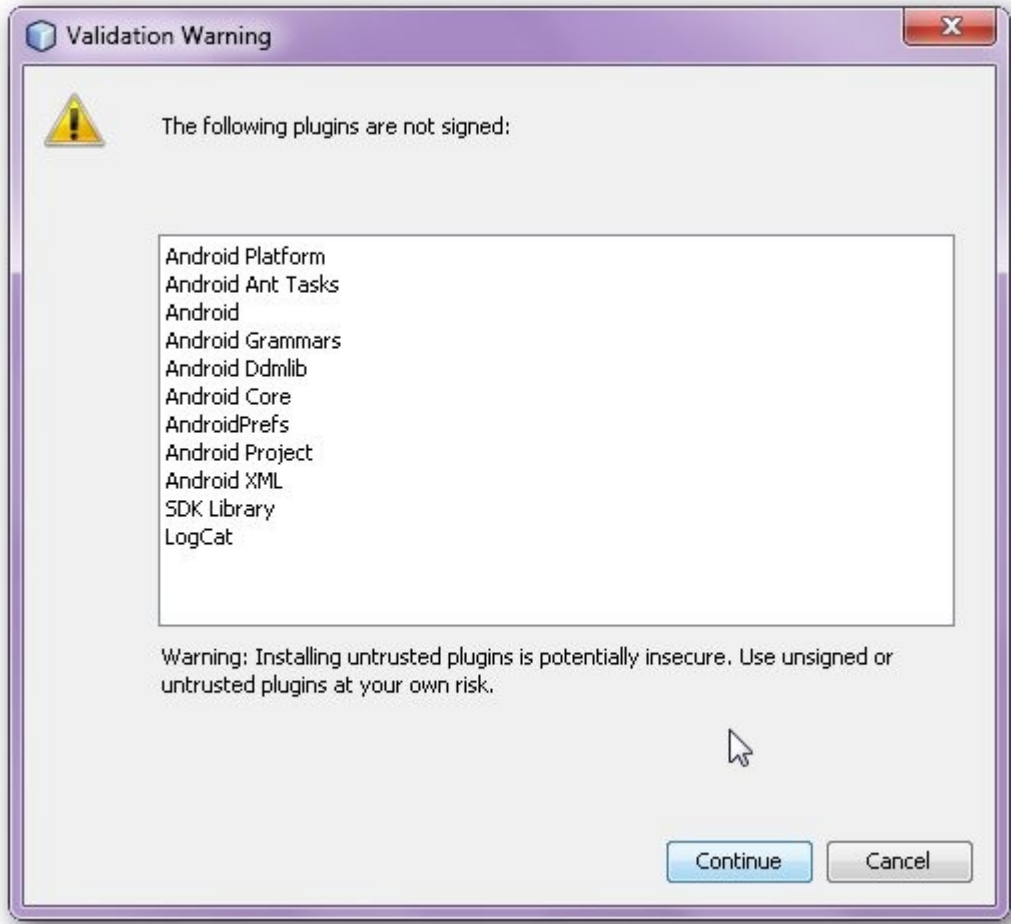 Validation Warning
The following plugins are not signed:
Android Platform
Android Ant Tasks
Android
Android Grammars
Android Ddmlib
Android Core
AndroidPrefs
Android Project
Android XML
SDK Library
LogCat
Warning: Installing untrusted plugins is potentially insecure. Use unsigned or
untrusted plugins at your own risk.
Continue
Cancel